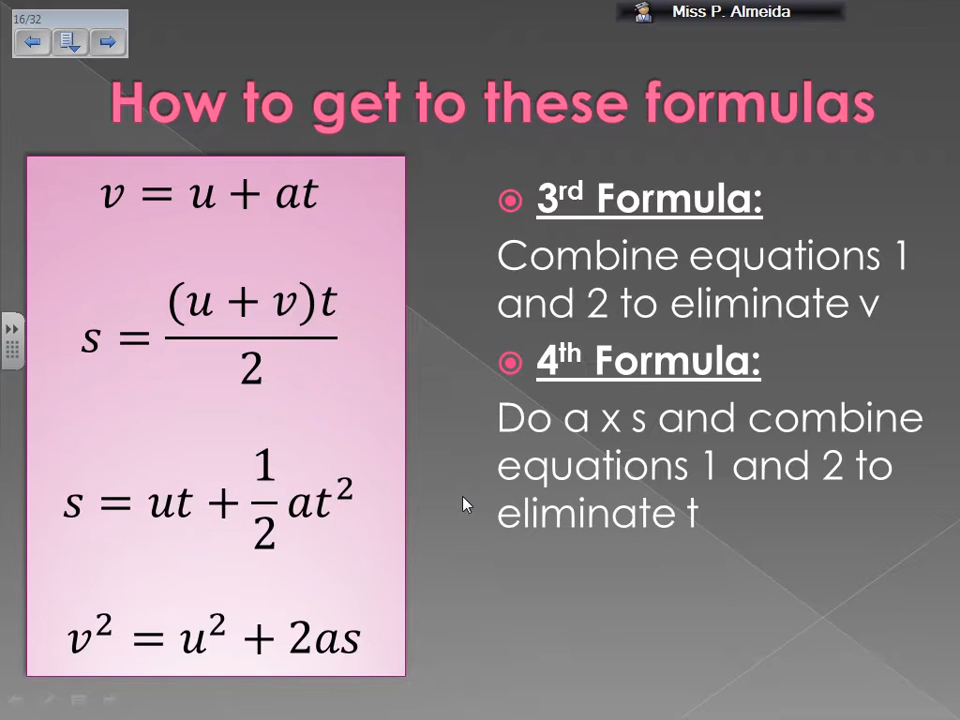 16/32
Miss P. Almeida
How to get to these formulas
v = u + at
s = (u + v)t / 2
s = ut + 1/2 at²
v² = u² + 2as
3rd Formula:
Combine equations 1
and 2 to eliminate v
4th Formula:
Do a x s and combine
equations 1 and 2 to
eliminate t